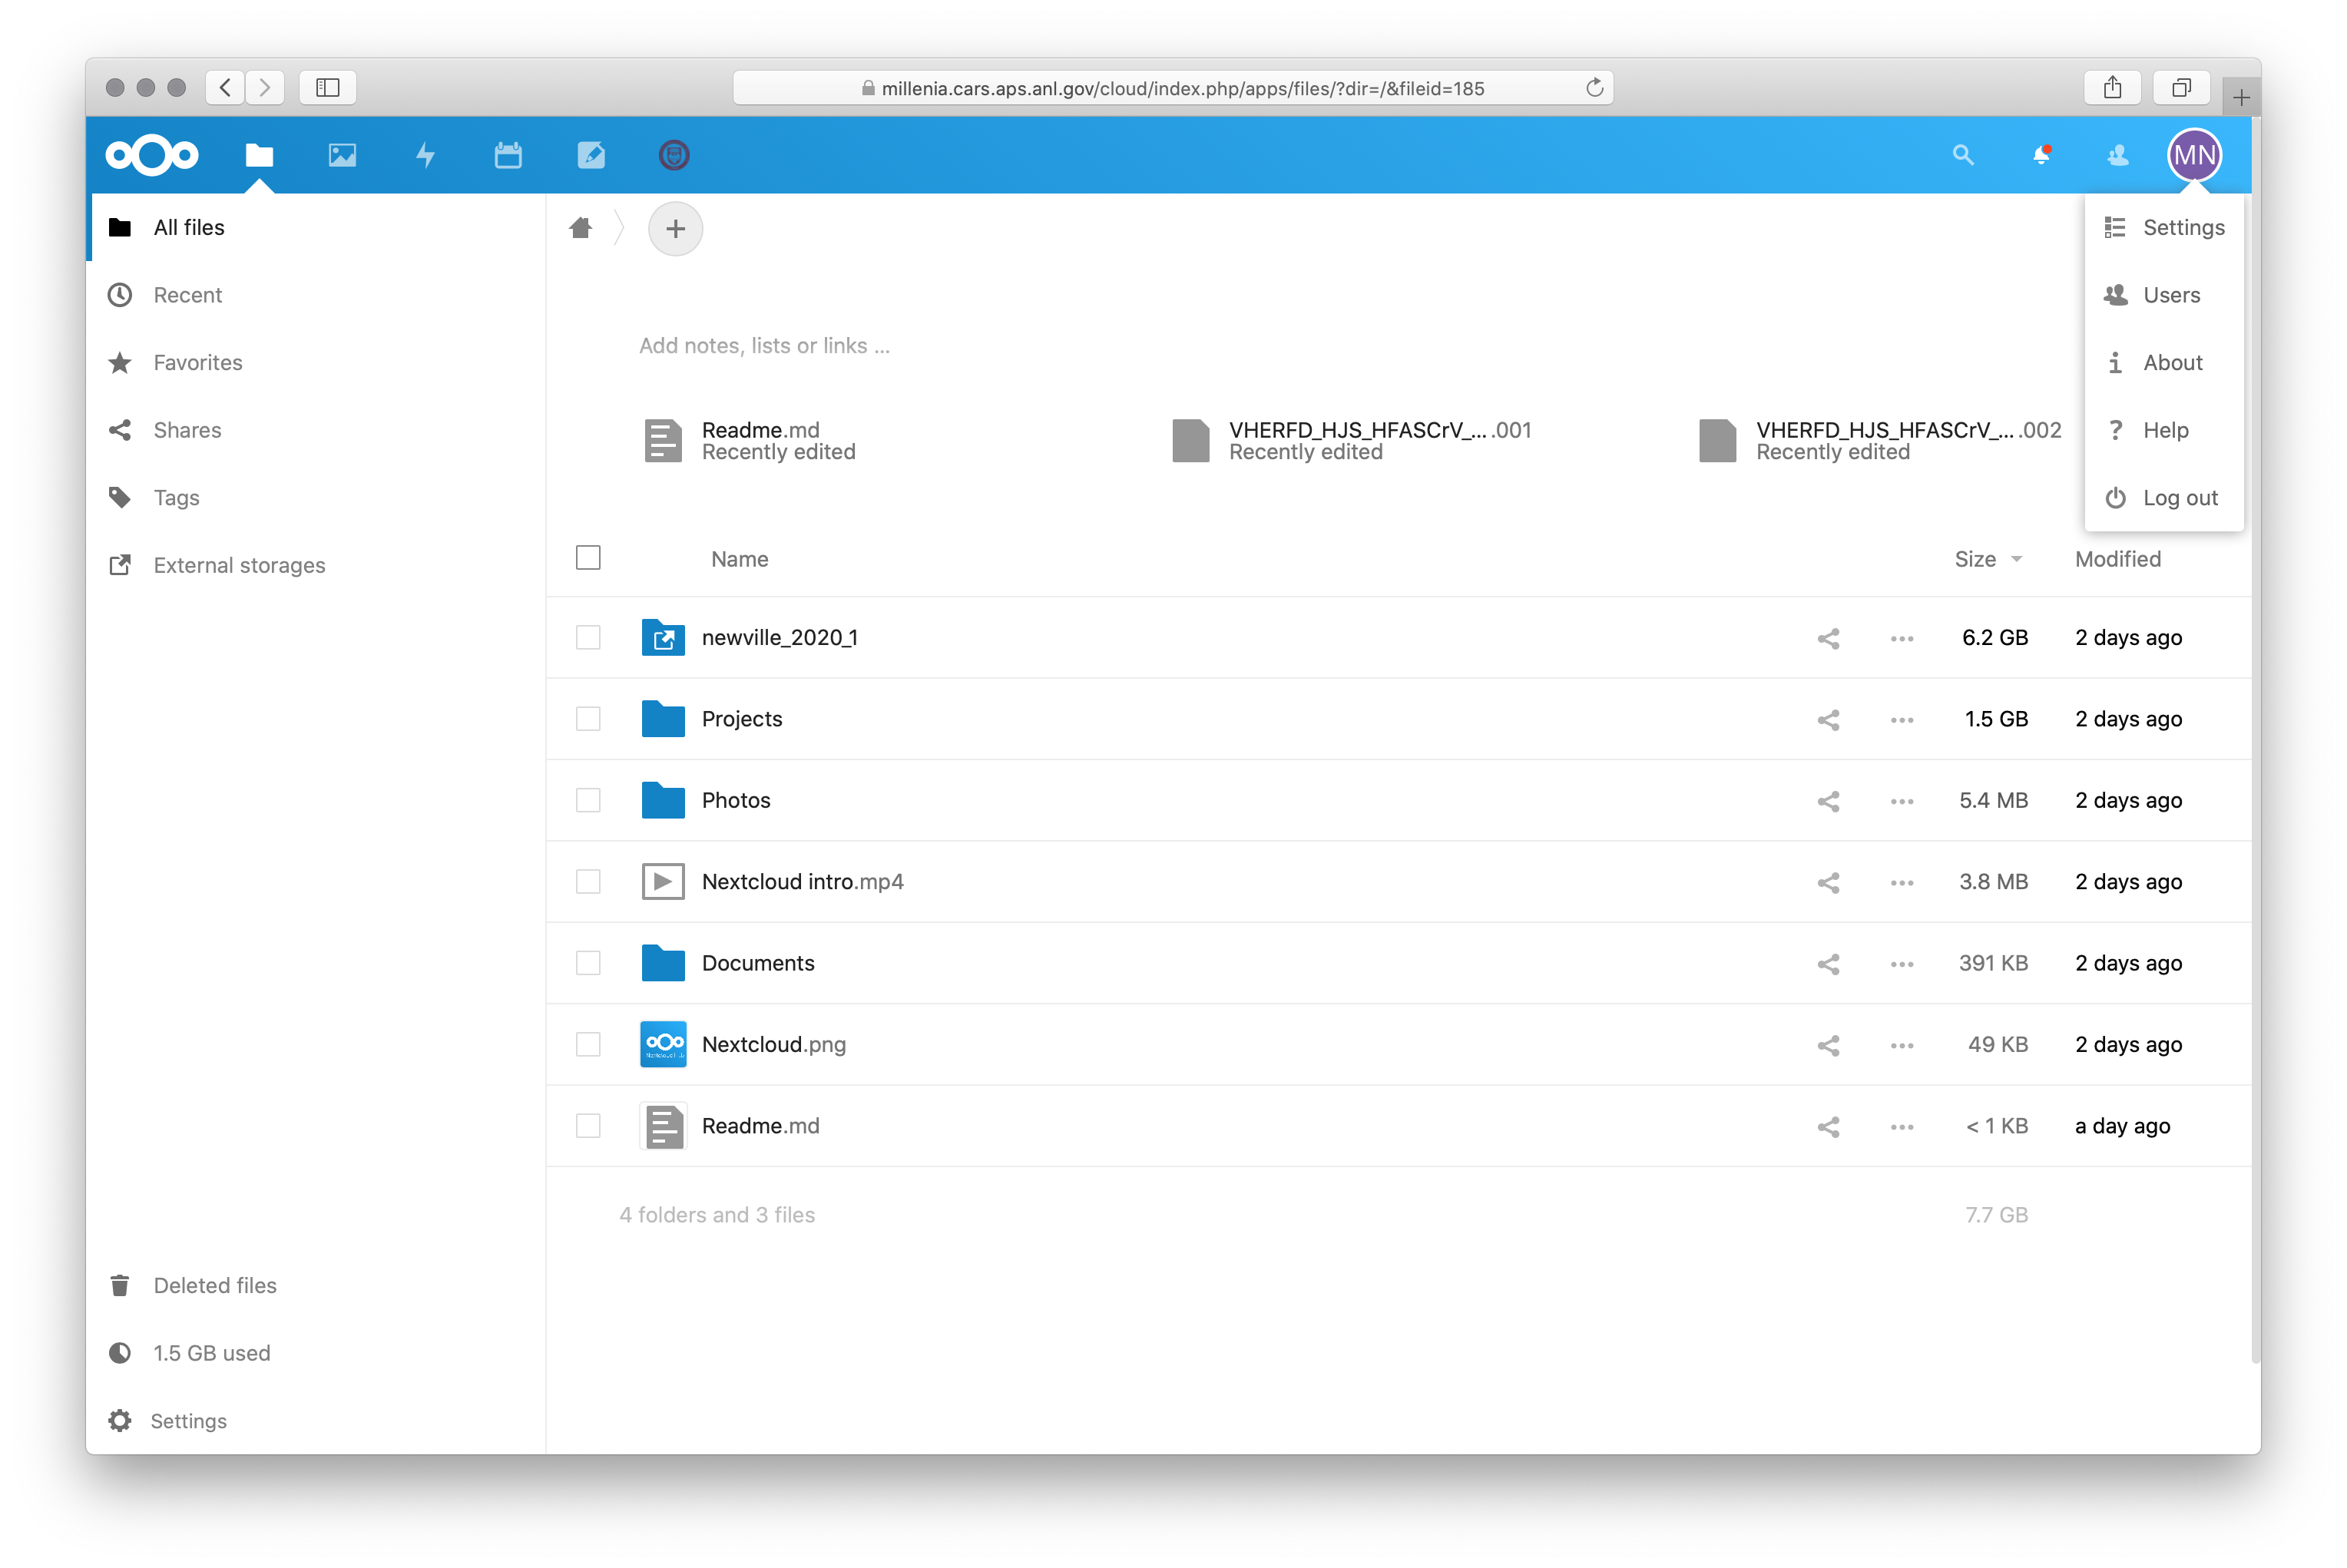 millenia.cars.aps.anl.gov/cloud/index.php/apps/files/?dir=/&fileid=185
MN
All files
Recent
Favorites
Shares
Tags
External storages
Deleted files
1.5 GB used
Settings
Settings
Users
About
Help
Log out
Add notes, lists or links ...
Readme.md
Recently edited
VHERFD_HJS_HFASCrV_... .001
Recently edited
VHERFD_HJS_HFASCrV_... .002
Recently edited
Name Size Modified
newville_2020_1 6.2 GB 2 days ago
Projects 1.5 GB 2 days ago
Photos 5.4 MB 2 days ago
Nextcloud intro.mp4 3.8 MB 2 days ago
Documents 391 KB 2 days ago
Nextcloud.png 49 KB 2 days ago
Readme.md < 1 KB a day ago
4 folders and 3 files 7.7 GB